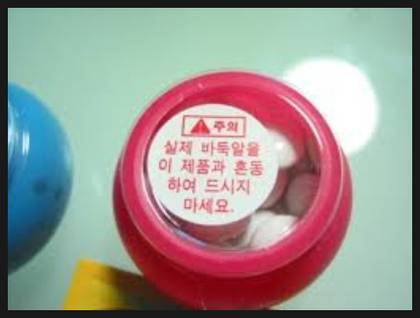 주의
실제 바둑알을
이 제품과 혼동
하여 드시지
마세요.